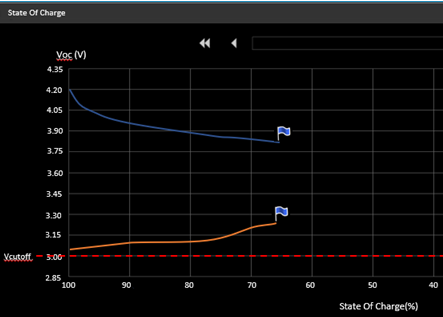 State Of Charge
Voc (V)
4.35
4.20
4.05
3.90
3.75
3.60
3.45
3.30
3.15
Vcutoff 3.00
2.85
100 90 80 70 60 50 40
State Of Charge(%)